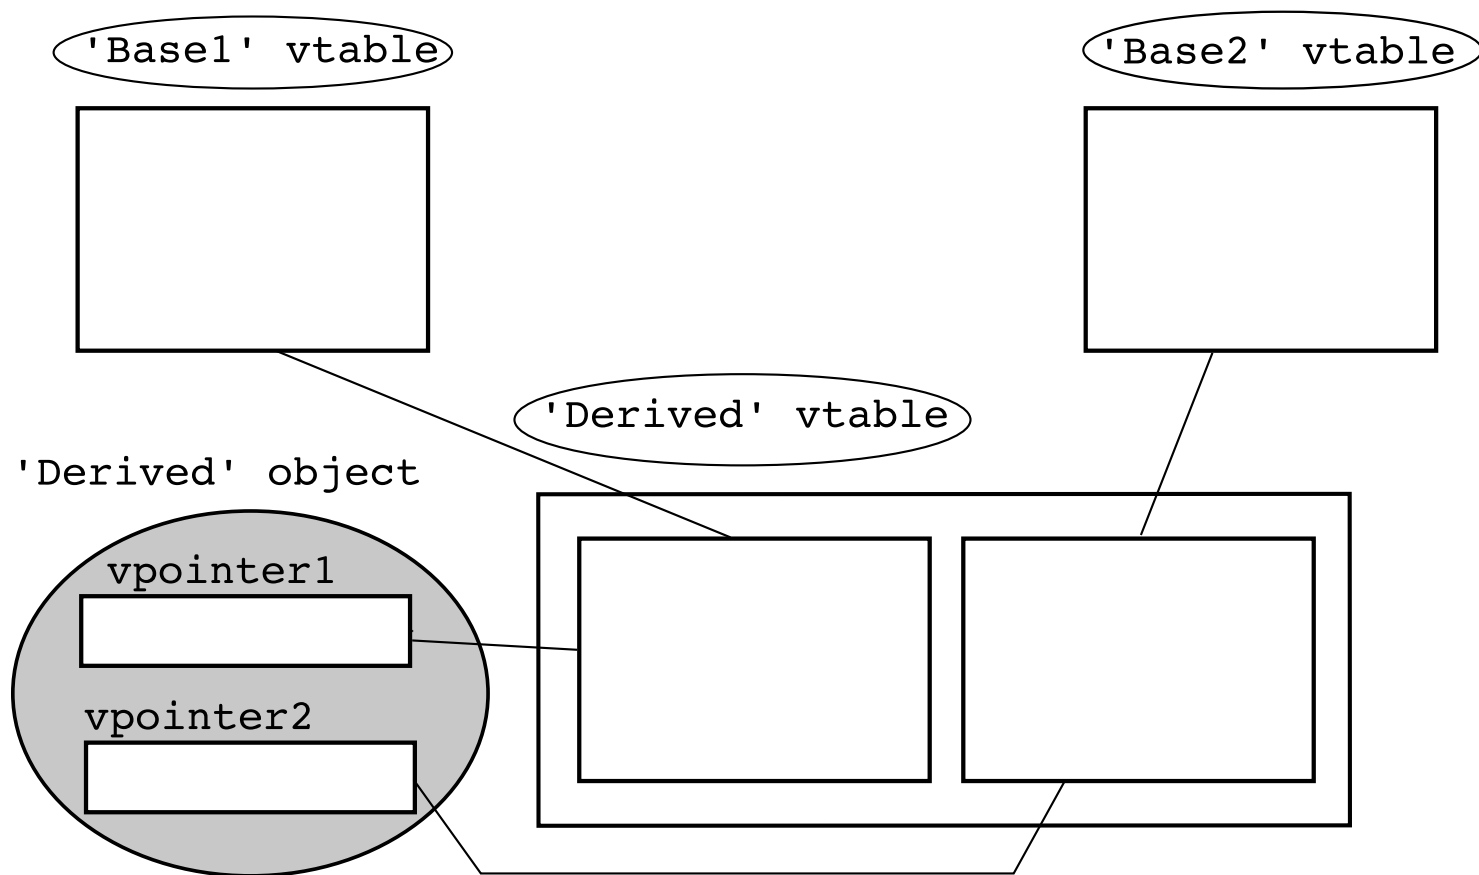 'Base1' vtable
'Base2' vtable
'Derived' vtable
'Derived' object
vpointer1
vpointer2